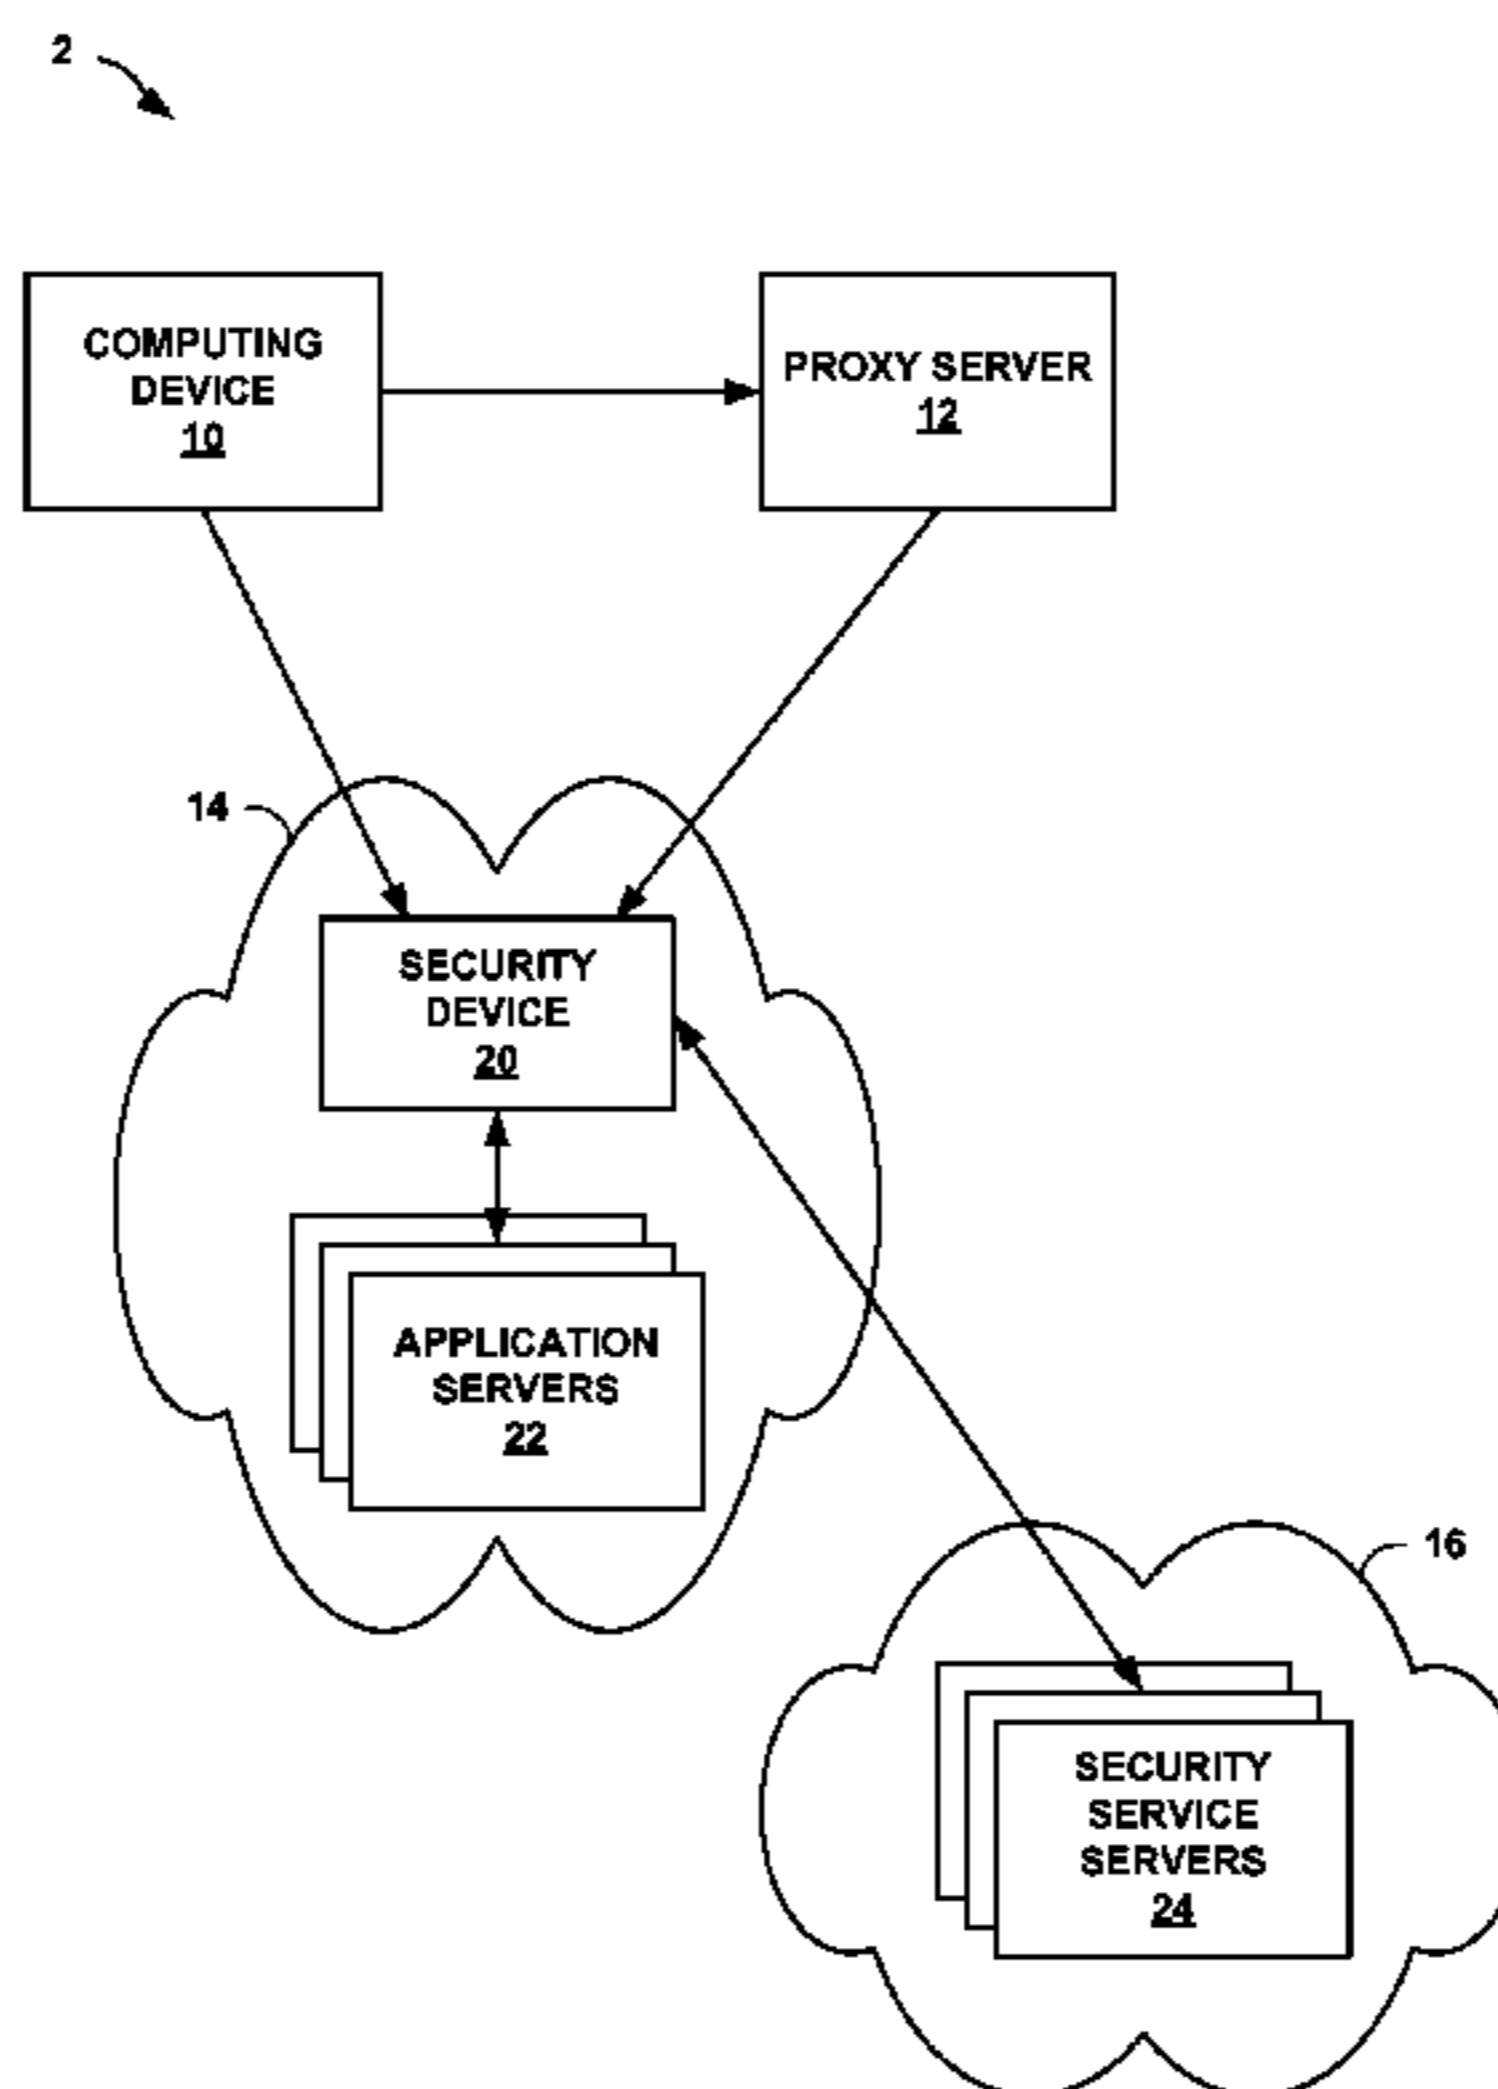 2
COMPUTING
DEVICE
10
PROXY SERVER
12
14
SECURITY
DEVICE
20
APPLICATION
SERVERS
22
16
SECURITY
SERVICE
SERVERS
24